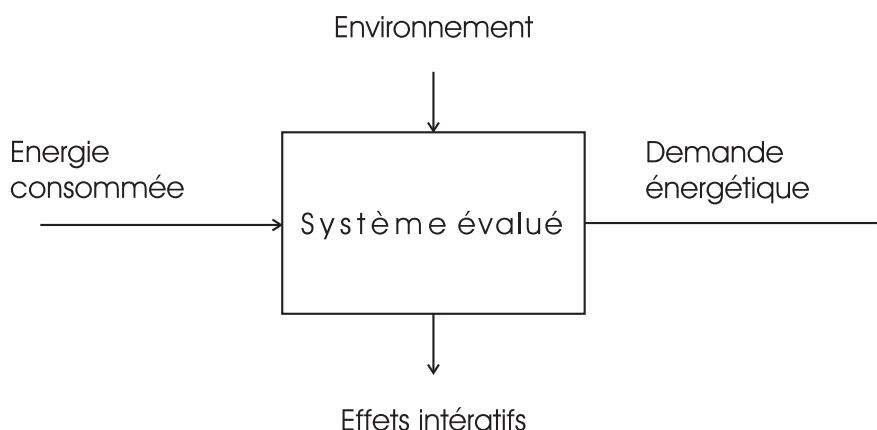 Environnement
Energie
consommée
Demande
énergétique
Système évalué
Effets intératifs